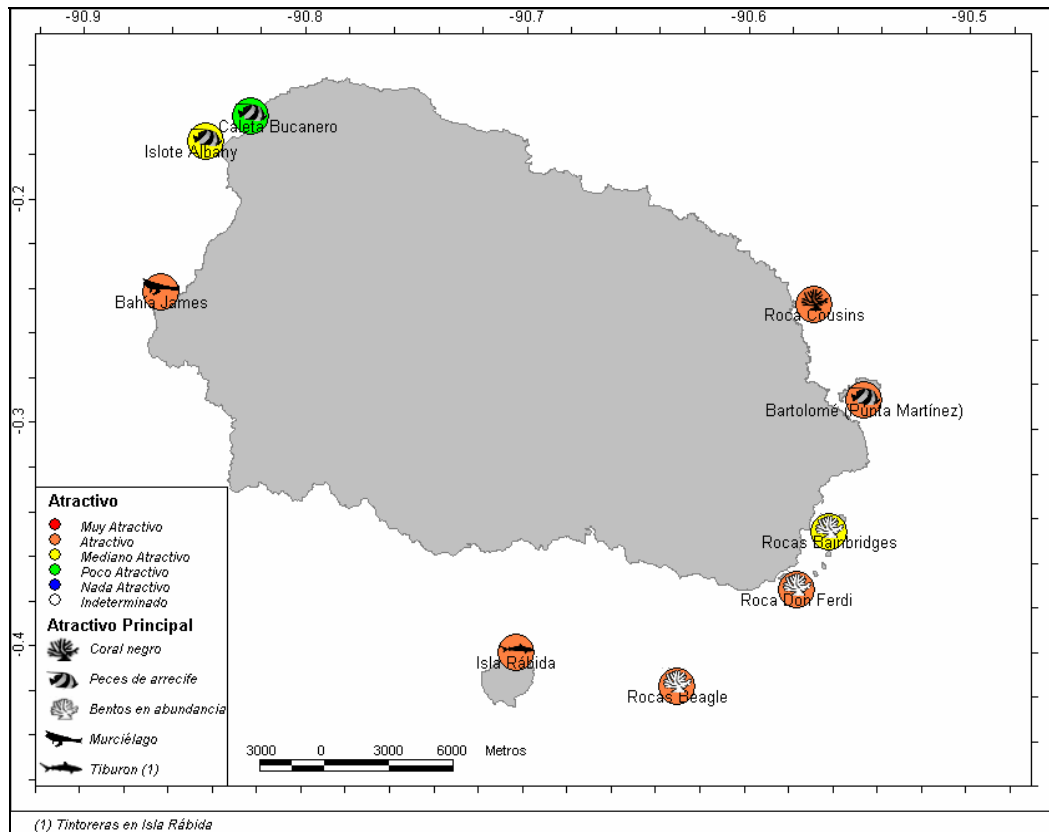 -90.9 -90.8 -90.7 -90.6 -90.5
-0.2
-0.3
-0.4
Caleta Bucanero
Islote Albany
Bahía James
Roca Cousins
Bartolomé (Punta Martínez)
Rocas Bainbridges
Roca Don Ferdi
Isla Rábida
Rocas Beagle
Atractivo
Muy Atractivo
Atractivo
Mediano Atractivo
Poco Atractivo
Nada Atractivo
Indeterminado
Atractivo Principal
Coral negro
Peces de arrecife
Bentos en abundancia
Murciélago
Tiburon (1)
3000 0 3000 6000 Metros
(1) Tintoreras en Isla Rábida